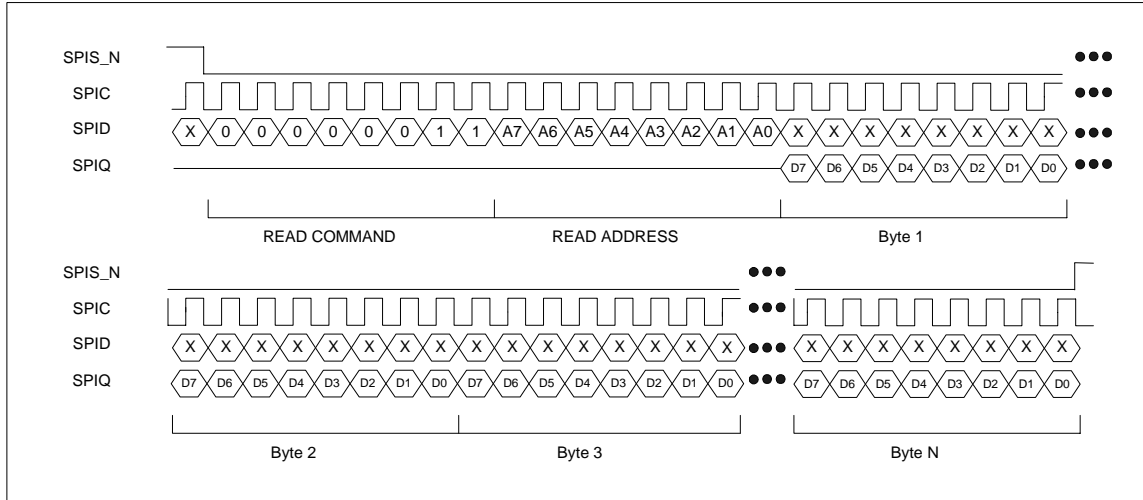 SPIS_N
SPIC
SPID X 0 0 0 0 0 0 1 1 A7 A6 A5 A4 A3 A2 A1 A0 X X X X X X X X
SPIQ D7 D6 D5 D4 D3 D2 D1 D0
READ COMMAND READ ADDRESS Byte 1
SPIS_N
SPIC
SPID X X X X X X X X X X X X X X X X X X X X X X X X
SPIQ D7 D6 D5 D4 D3 D2 D1 D0 D7 D6 D5 D4 D3 D2 D1 D0 D7 D6 D5 D4 D3 D2 D1 D0
Byte 2 Byte 3 Byte N